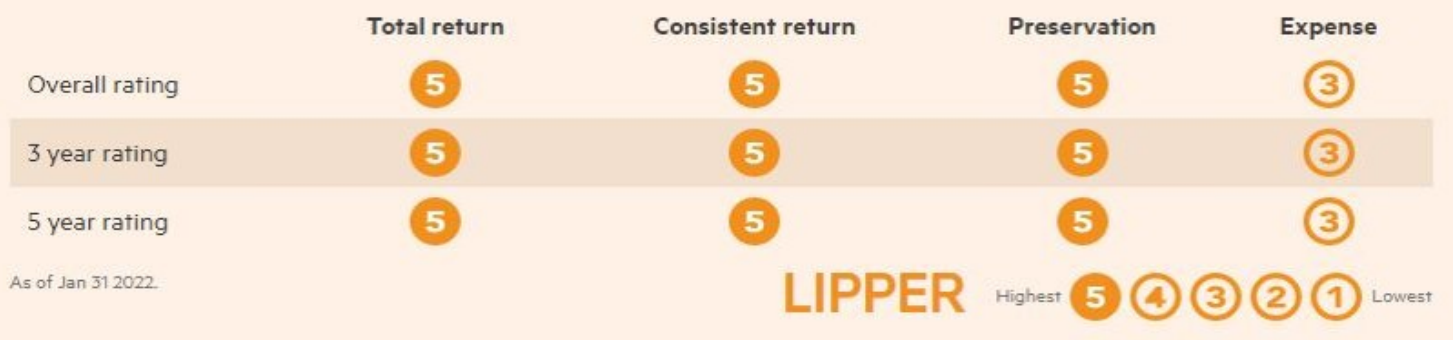 Total return Consistent return Preservation Expense
Overall rating 5 5 5 3
3 year rating 5 5 5 3
5 year rating 5 5 5 3
As of Jan 31 2022.
LIPPER Highest 5 4 3 2 1 Lowest